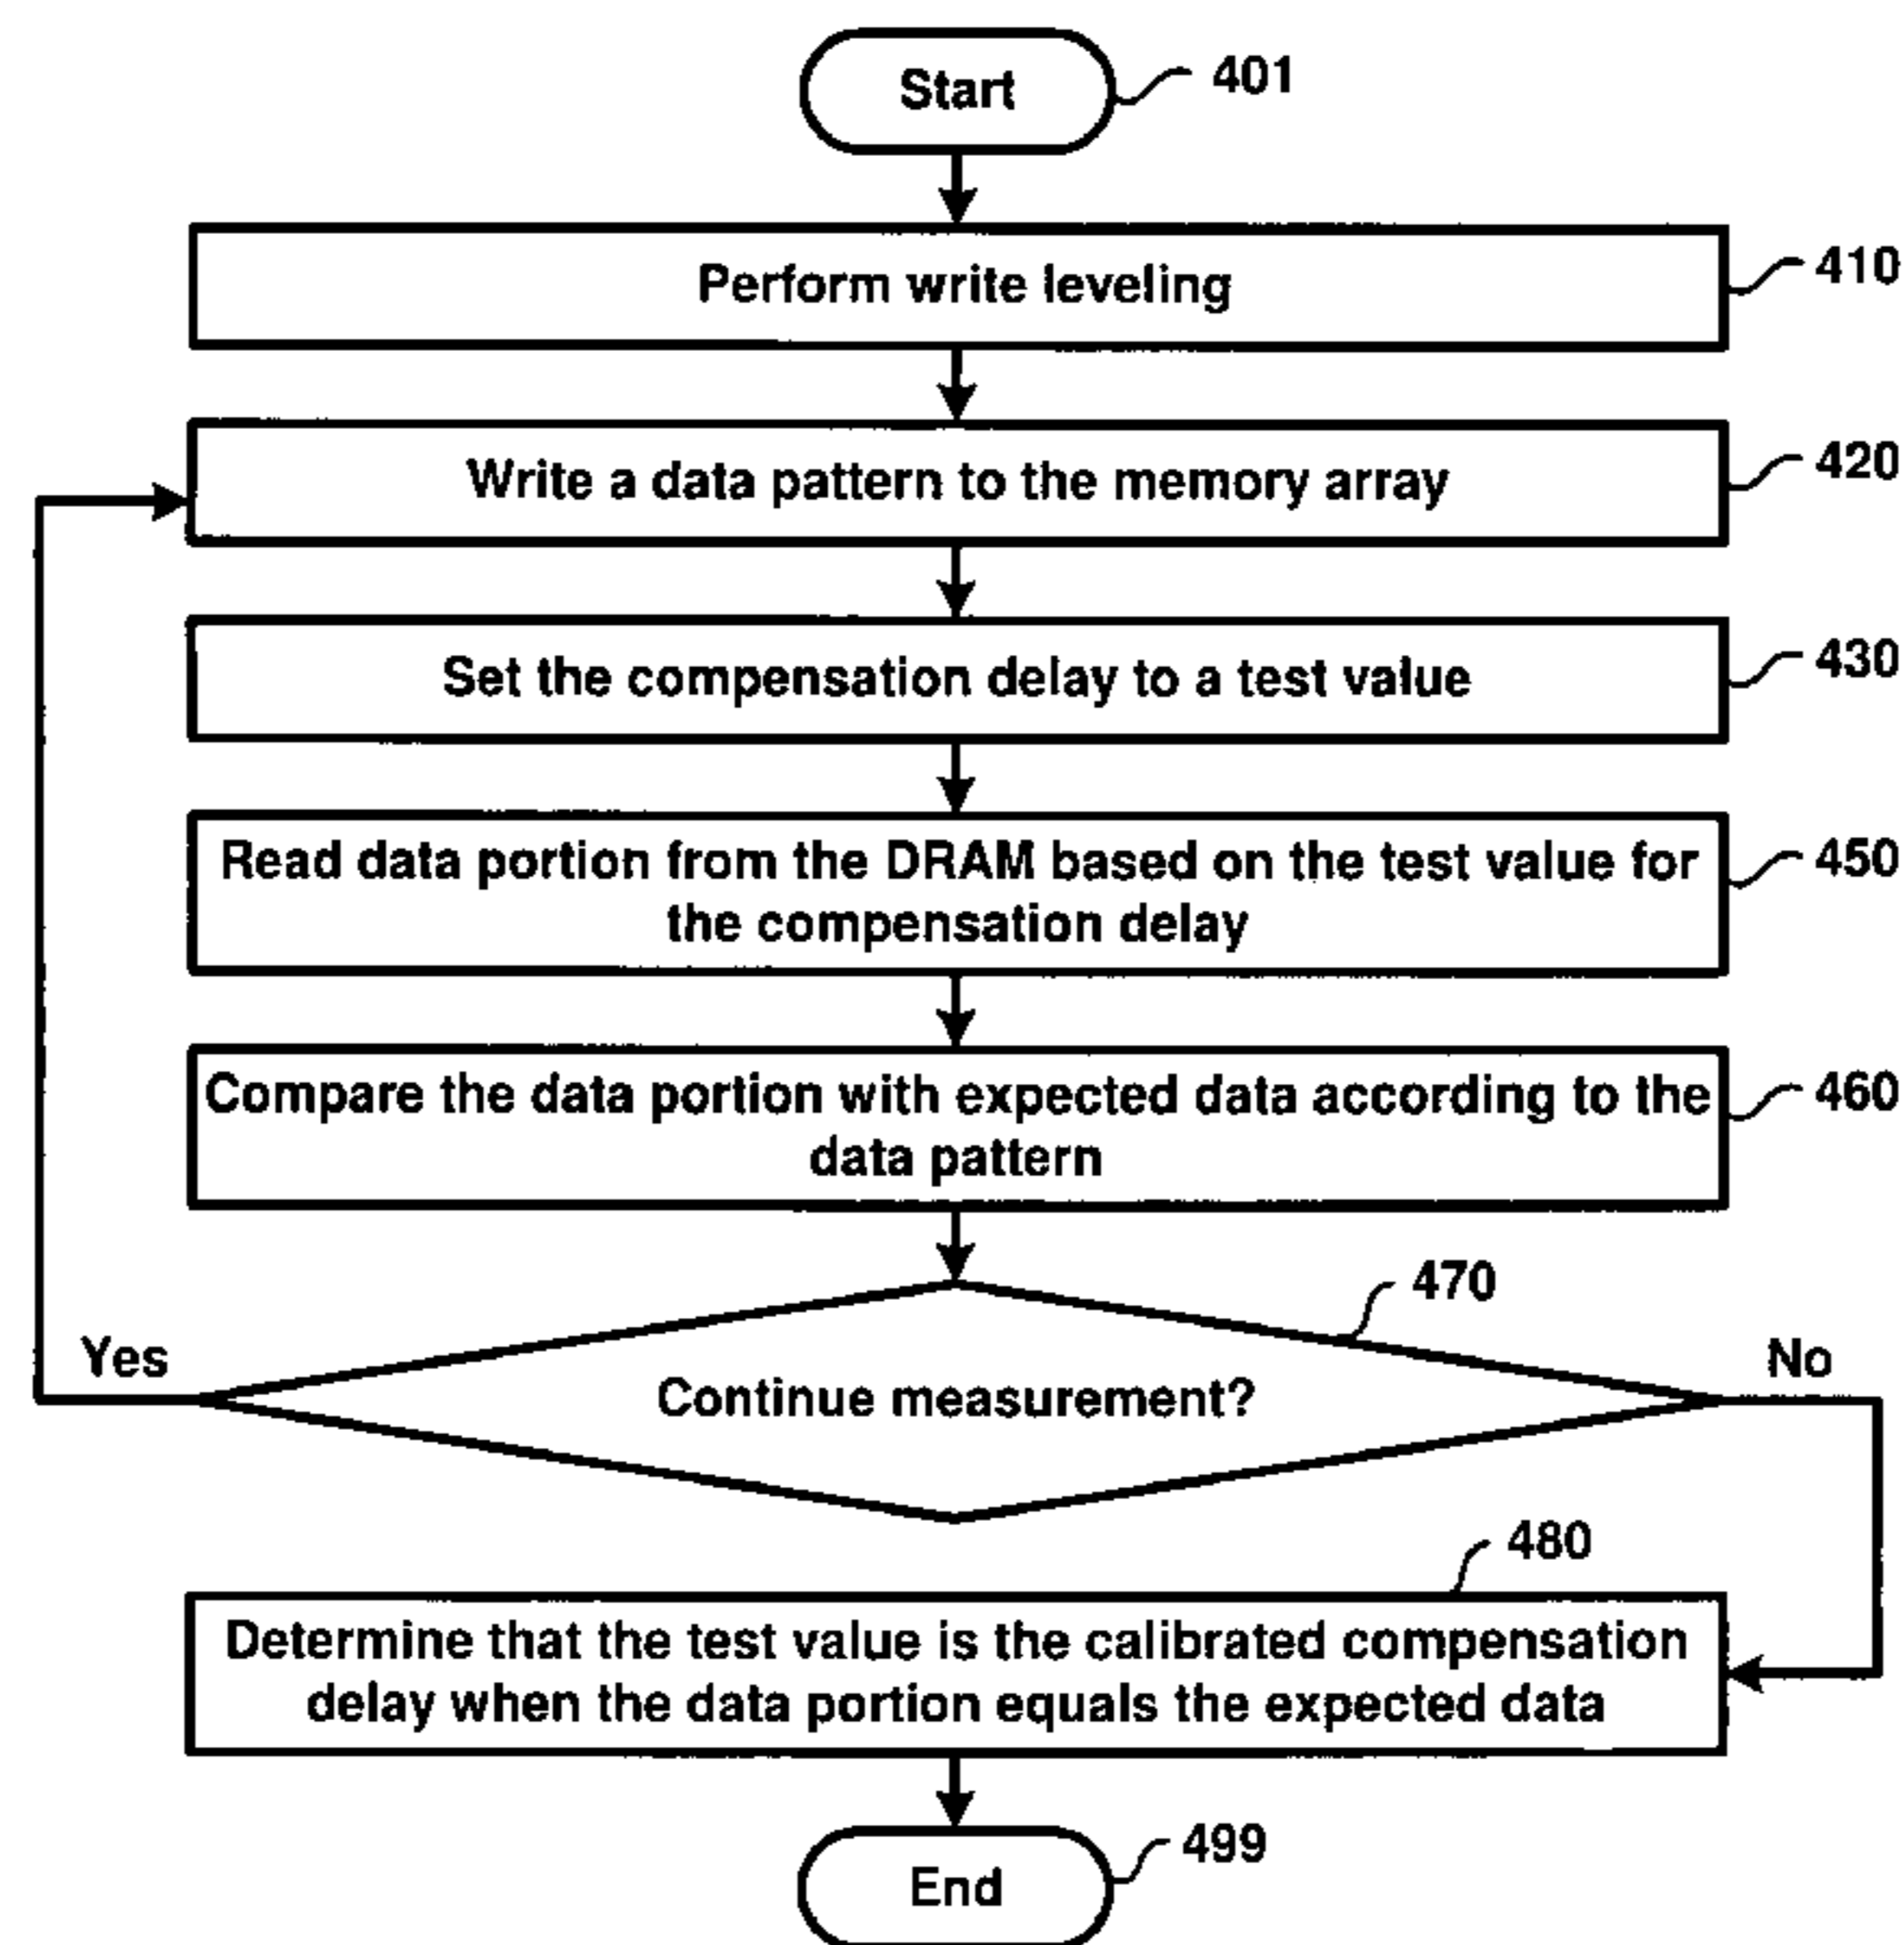 Start
401
Perform write leveling
410
Write a data pattern to the memory array
420
Set the compensation delay to a test value
430
Read data portion from the DRAM based on the test value for
the compensation delay
450
Compare the data portion with expected data according to the
data pattern
460
470
Yes
Continue measurement?
No
480
Determine that the test value is the calibrated compensation
delay when the data portion equals the expected data
End
499